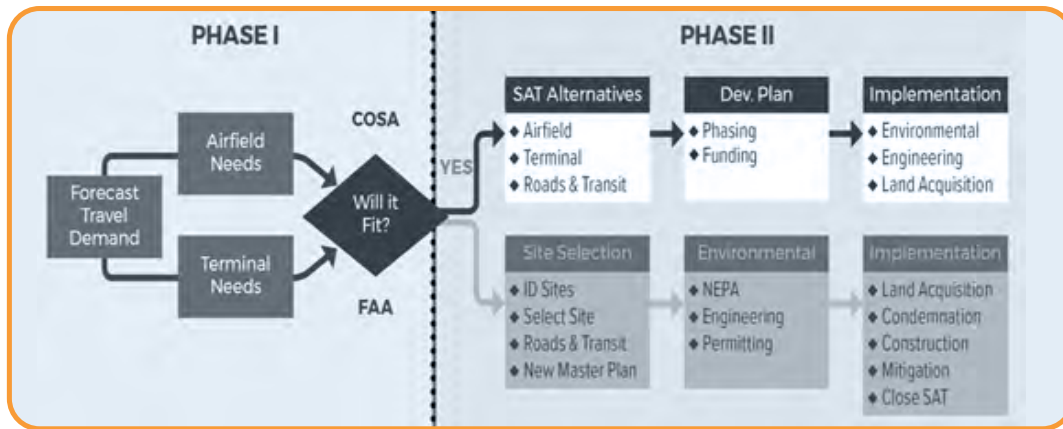 PHASE I
PHASE II
Forecast
Travel
Demand
Airfield
Needs
Terminal
Needs
COSA
Will it
Fit?
FAA
YES
SAT Alternatives
◆ Airfield
◆ Terminal
◆ Roads & Transit
Dev. Plan
◆ Phasing
◆ Funding
Implementation
◆ Environmental
◆ Engineering
◆ Land Acquisition
Site Selection
◆ ID Sites
◆ Select Site
◆ Roads & Transit
◆ New Master Plan
Environmental
◆ NEPA
◆ Engineering
◆ Permitting
Implementation
◆ Land Acquisition
◆ Condemnation
◆ Construction
◆ Mitigation
◆ Close SAT